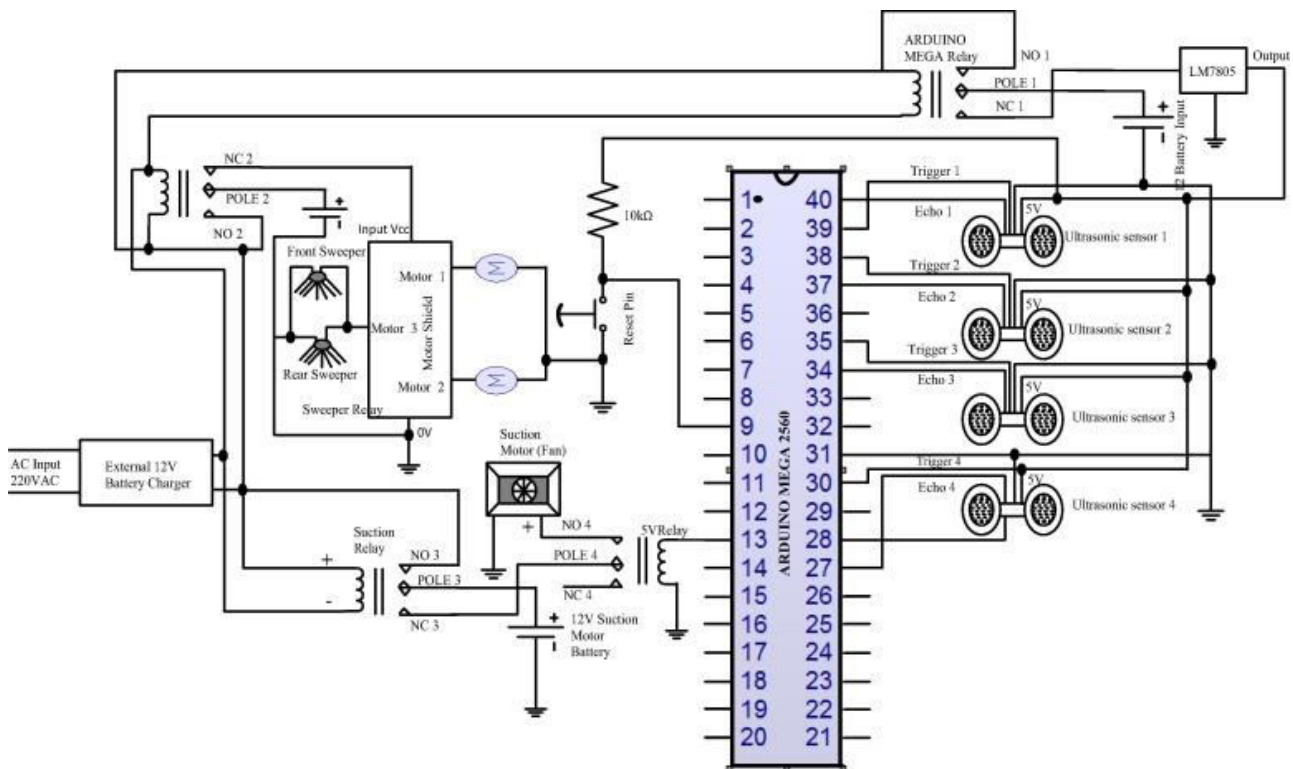 ARDUINO
MEGA Relay
NO 1
POLE 1
NC 1
LM7805
Output
+
-
12 Battery Input
NC 2
POLE 2
NO 2
+
-
Input Vcc
Front Sweeper
Rear Sweeper
Motor 1
Motor 3
Motor 2
Motor Shield
Sweeper Relay
0V
M
M
10kΩ
Reset Pin
AC Input
220VAC
External 12V
Battery Charger
Suction
Motor (Fan)
+
Suction
Relay
+
-
NO 3
POLE 3
NC 3
NO 4
POLE 4
NC 4
5VRelay
+
-
12V Suction
Motor
Battery
ARDUINO MEGA 2560
1 40
2 39
3 38
4 37
5 36
6 35
7 34
8 33
9 32
10 31
11 30
12 29
13 28
14 27
15 26
16 25
17 24
18 23
19 22
20 21
Trigger 1
Echo 1
5V
Ultrasonic sensor 1
Trigger 2
Echo 2
5V
Ultrasonic sensor 2
Trigger 3
Echo 3
5V
Ultrasonic sensor 3
Trigger 4
Echo 4
5V
Ultrasonic sensor 4